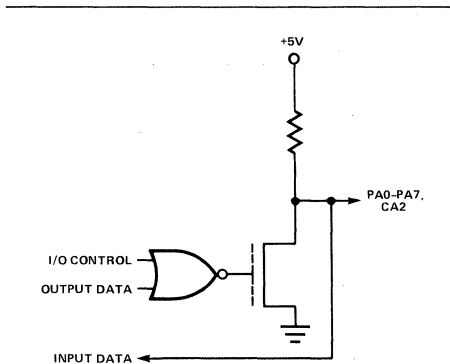 +5V
PA0-PA7,
CA2
I/O CONTROL
OUTPUT DATA
INPUT DATA